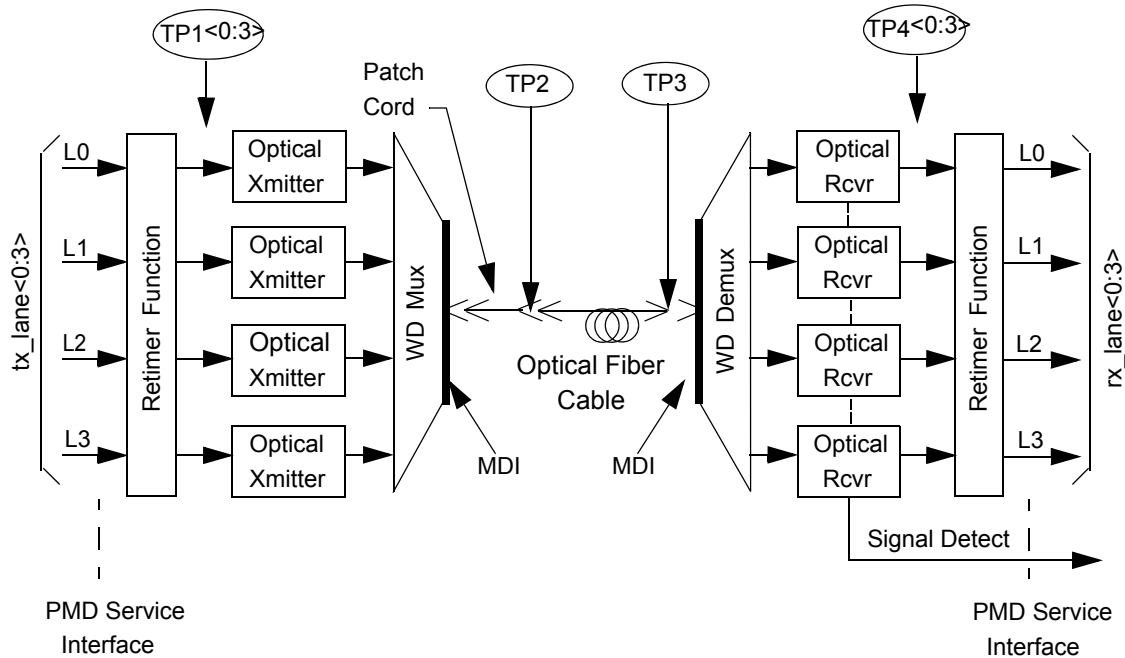 TP1<0:3>
TP4<0:3>
Patch
Cord
TP2
TP3
tx_lane<0:3>
L0
L1
L2
L3
Retimer Function
Optical
Xmitter
Optical
Xmitter
Optical
Xmitter
Optical
Xmitter
WD Mux
MDI
Optical Fiber
Cable
MDI
WD Demux
Optical
Rcvr
Optical
Rcvr
Optical
Rcvr
Optical
Rcvr
Retimer Function
L0
L1
L2
L3
rx_lane<0:3>
Signal Detect
PMD Service
Interface
PMD Service
Interface